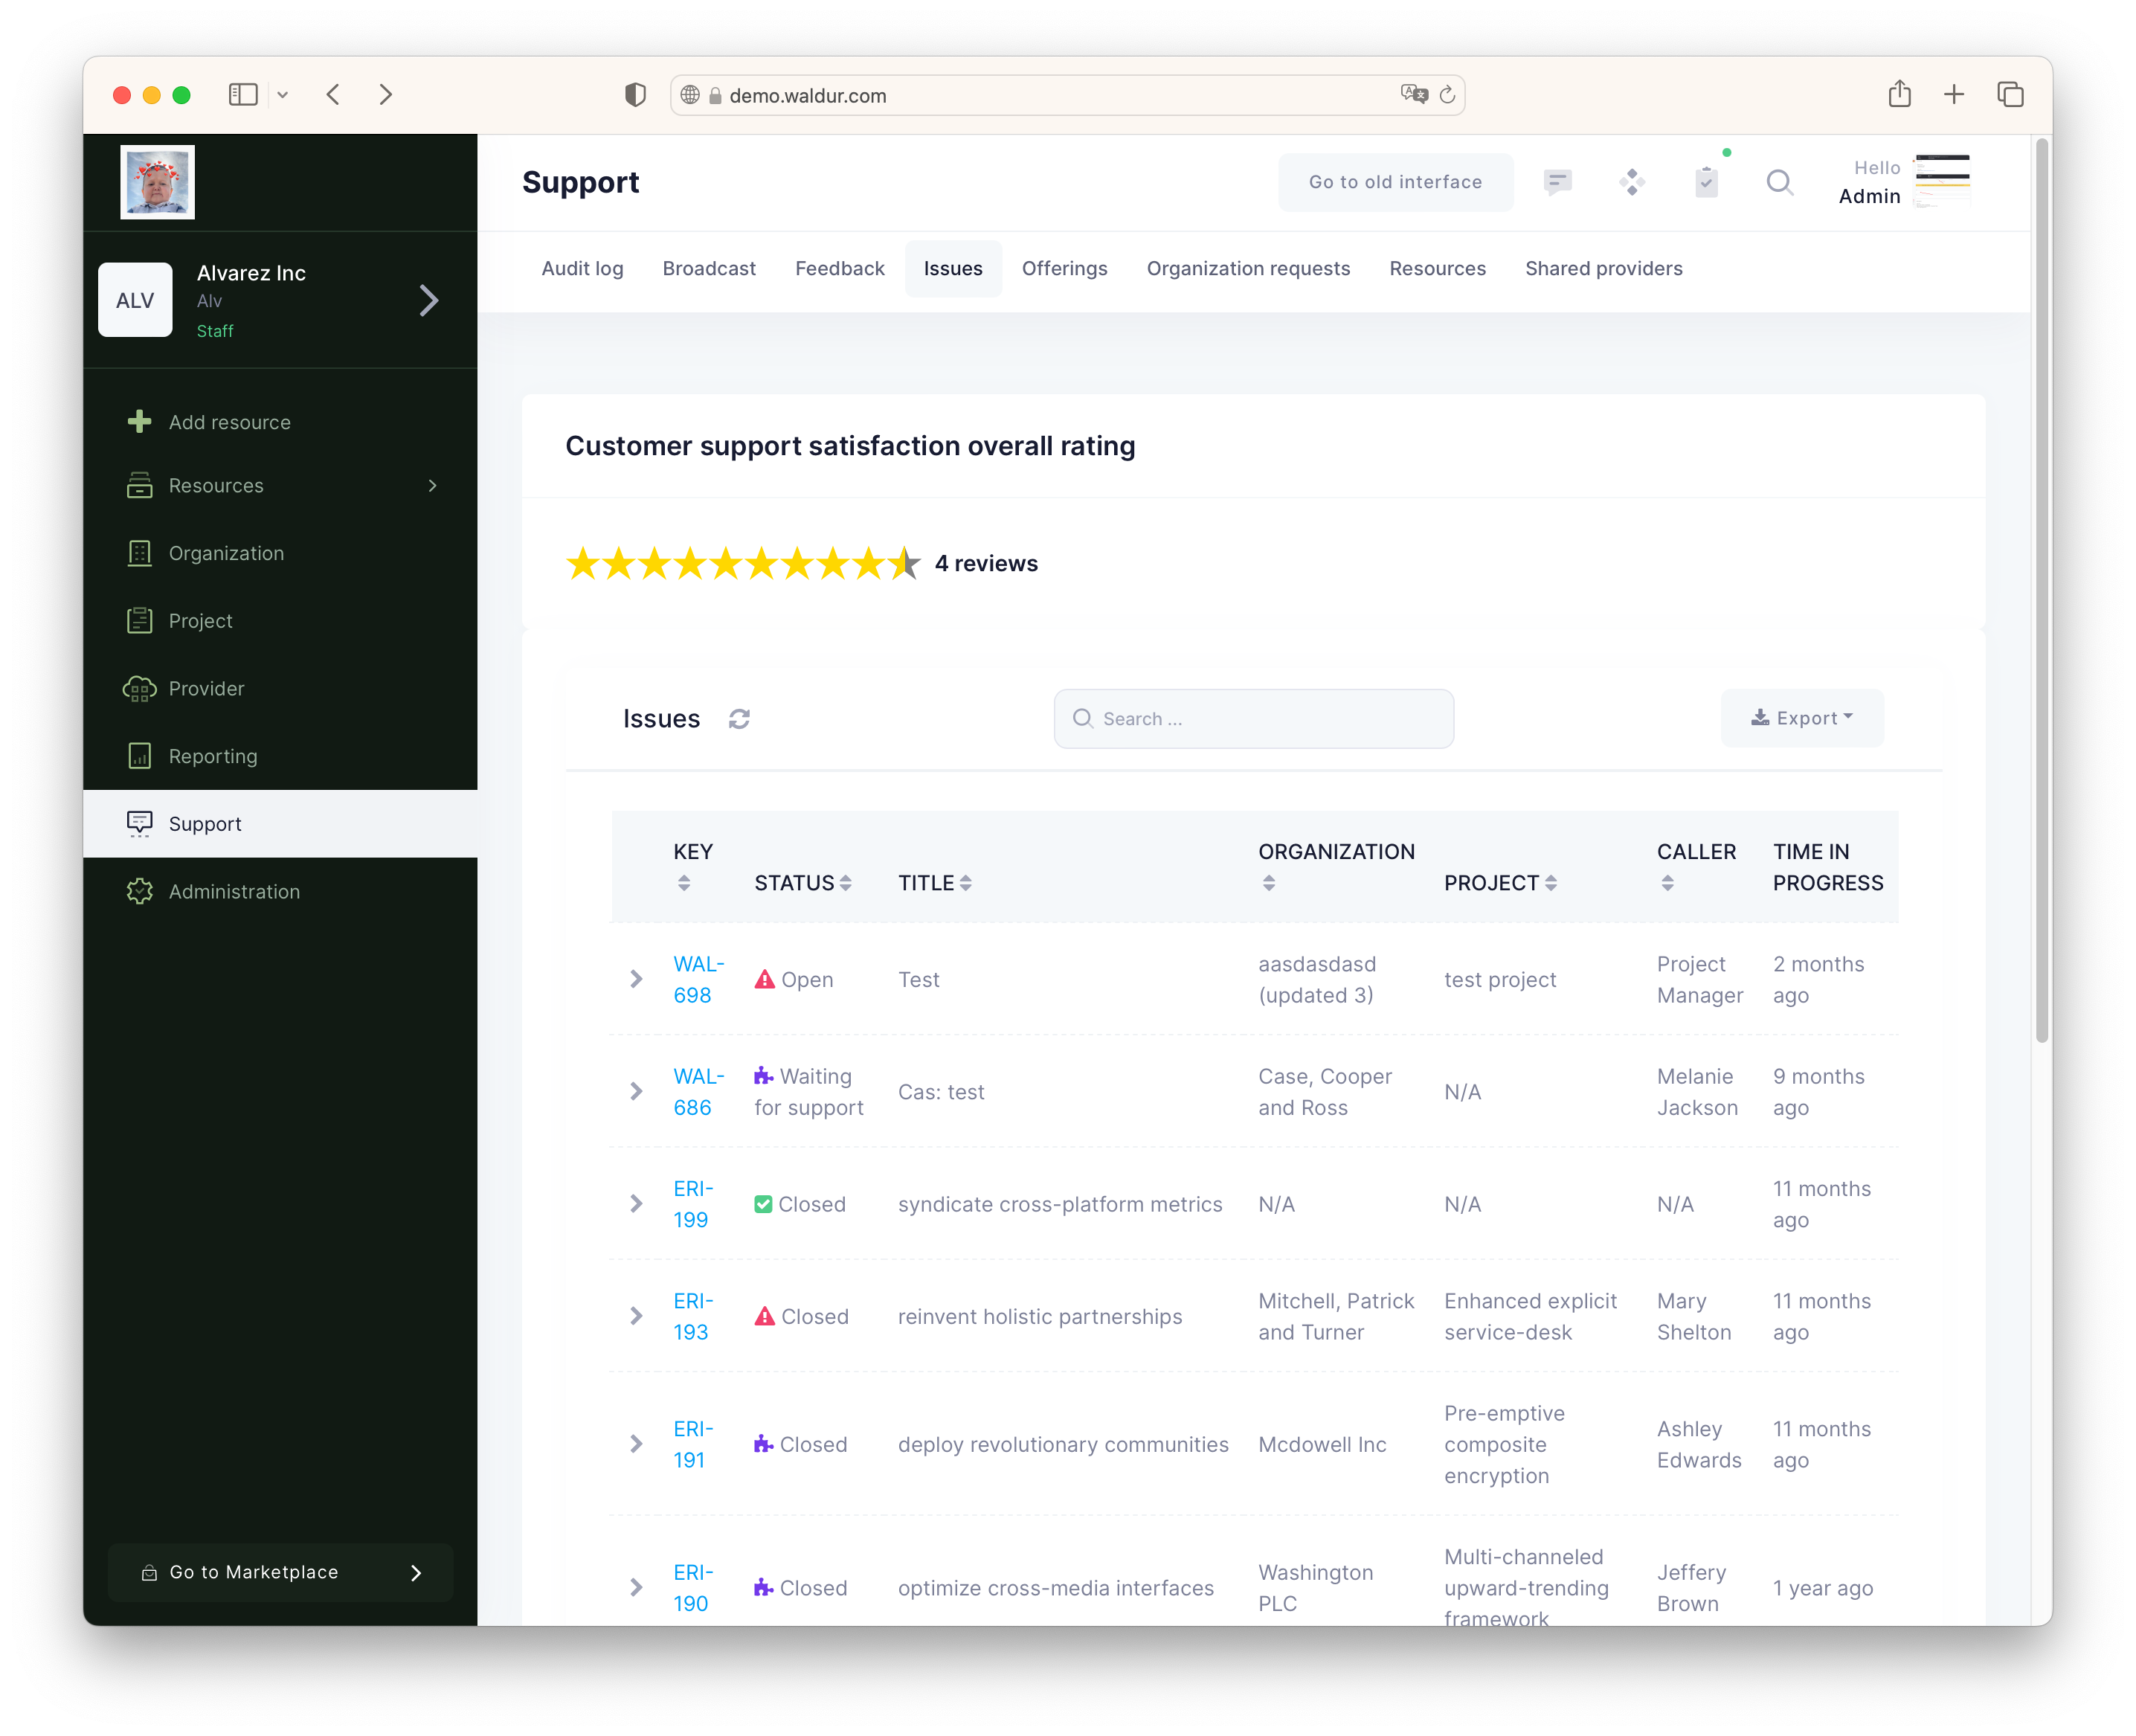 demo.waldur.com
Support
Go to old interface
Hello
Admin
ALV
Alvarez Inc
Alv
Staff
Audit log
Broadcast
Feedback
Issues
Offerings
Organization requests
Resources
Shared providers
Add resource
Resources
Organization
Project
Provider
Reporting
Support
Administration
Go to Marketplace
Customer support satisfaction overall rating
4 reviews
Issues
Search ...
Export
KEY
STATUS
TITLE
ORGANIZATION
PROJECT
CALLER
TIME IN
PROGRESS
WAL-
698
Open
Test
aasdasdasd
(updated 3)
test project
Project
Manager
2 months
ago
WAL-
686
Waiting
for support
Cas: test
Case, Cooper
and Ross
N/A
Melanie
Jackson
9 months
ago
ERI-
199
Closed
syndicate cross-platform metrics
N/A
N/A
N/A
11 months
ago
ERI-
193
Closed
reinvent holistic partnerships
Mitchell, Patrick
and Turner
Enhanced explicit
service-desk
Mary
Shelton
11 months
ago
ERI-
191
Closed
deploy revolutionary communities
Mcdowell Inc
Pre-emptive
composite
encryption
Ashley
Edwards
11 months
ago
ERI-
190
Closed
optimize cross-media interfaces
Washington
PLC
Multi-channeled
upward-trending
framework
Jeffery
Brown
1 year ago